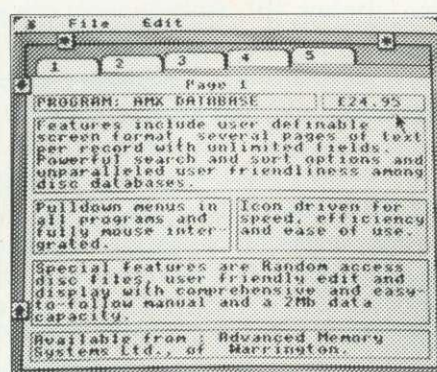 File Edit
1 2 3 4 5
Page 1
PROGRAM: AMX DATABASE £24.95
Features include user definable
screen format, several pages of text
per record with unlimited fields.
Powerful search and sort options and
unparalleled user friendliness among
disc databases.
Pulldown menus in
all programs and
fully mouse inter-
grated.
Icon driven for
speed, efficiency
and ease of use.
Special features are Random access
disc files, user friendly edit and
display with comprehensive and easy-
to-follow manual and a 2Mb data
capacity.
Available from : Advanced Memory
Systems Ltd., of Warrington.